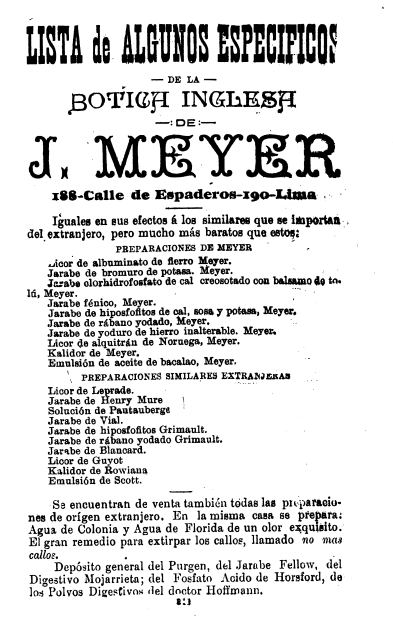 LISTA de ALGUNOS ESPECIFICOS
— DE LA —
BOTICA INGLESA
—: DE :—
J. MEYER
188-Calle de Espaderos-190-Lima
Iguales en sus efectos á los similares que se importan
del extranjero, pero mucho más baratos que estos:
PREPARACIONES DE MEYER
Licor de albuminato de fierro Meyer.
Jarabe de bromuro de potasa. Meyer.
Jarabe clorhidrofosfato de cal creosotado con balsamo de to-
lú, Meyer.
Jarabe fénico, Meyer.
Jarabe de hiposfofitos de cal, sosa y potasa, Meyer.
Jarabe de rábano yodado, Meyer.
Jarabe de yoduro de hierro inalterable. Meyer.
Licor de alquitrán de Noruega, Meyer.
Kalidor de Meyer.
Emulsión de aceite de bacalao, Meyer.
PREPARACIONES SIMILARES EXTRANJERAS
Licor de Leprade.
Jarabe de Henry Mure
Solución de Pautauberge
Jarabe de Vial.
Jarabe de hiposfofitos Grimault.
Jarabe de rábano yodado Grimault.
Jarabe de Blancard.
Licor de Guyot
Kalidor de Rowiana
Emulsión de Scott.
Se encuentran de venta también todas las preparacio-
nes de orígen extranjero. En la misma casa se prepara:
Agua de Colonia y Agua de Florida de un olor exquisito.
El gran remedio para extirpar los callos, llamado no mas
callos.
Depósito general del Purgen, del Jarabe Fellow, del
Digestivo Mojarrieta; del Fosfato Acido de Horsford, de
los Polvos Digestivos del doctor Hoffmann.